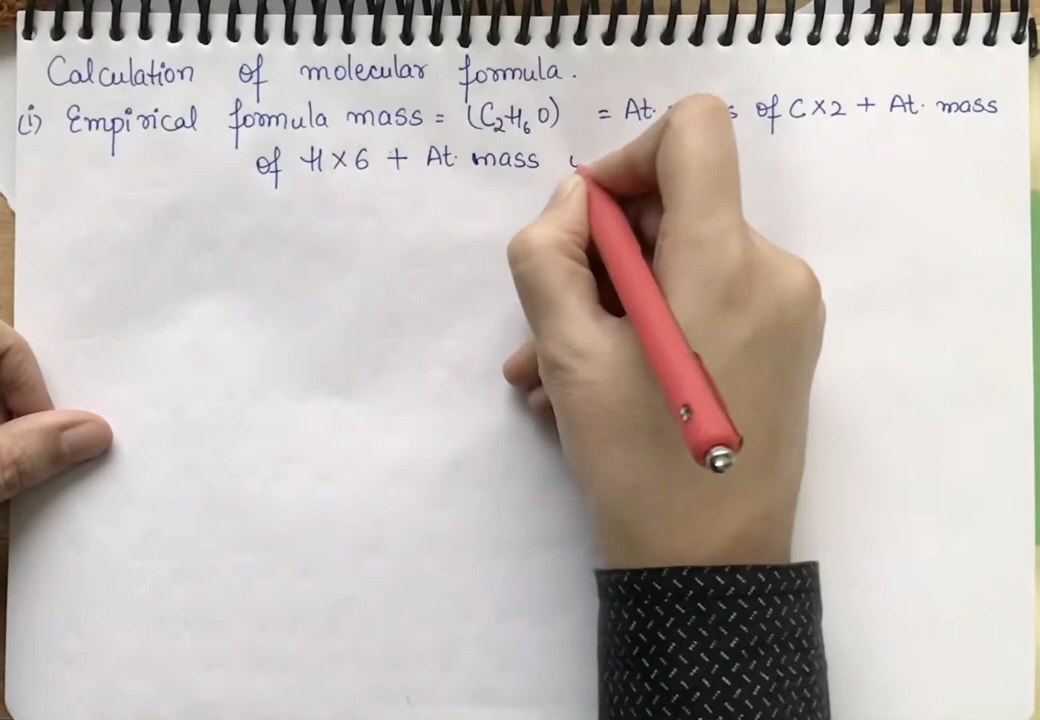 Calculation of molecular formula.
(i) Empirical formula mass = (C₂H₆O) = At. of C×2 + At. mass
of H×6 + At. mass